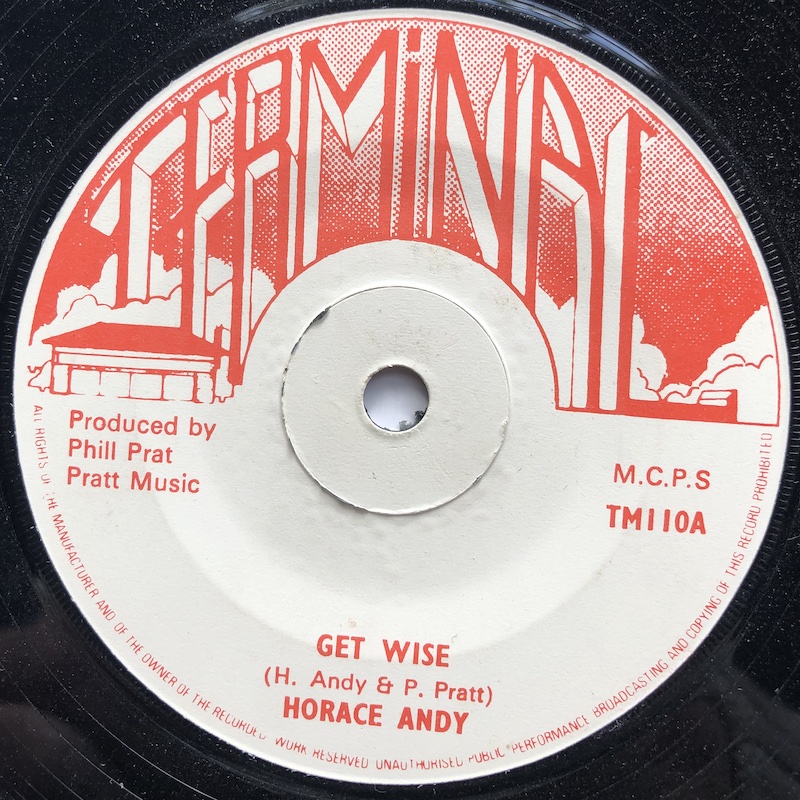 TERMiNAL
Produced by
Phill Prat
Pratt Music
M.C.P.S
TM110A
GET WISE
(H. Andy & P. Pratt)
HORACE ANDY
ALL RIGHTS OF THE MANUFACTURER AND OF THE OWNER OF THE RECORDED WORK RESERVED UNAUTHORISED PUBLIC PERFORMANCE BROADCASTING AND COPYING OF THIS RECORD PROHIBITED